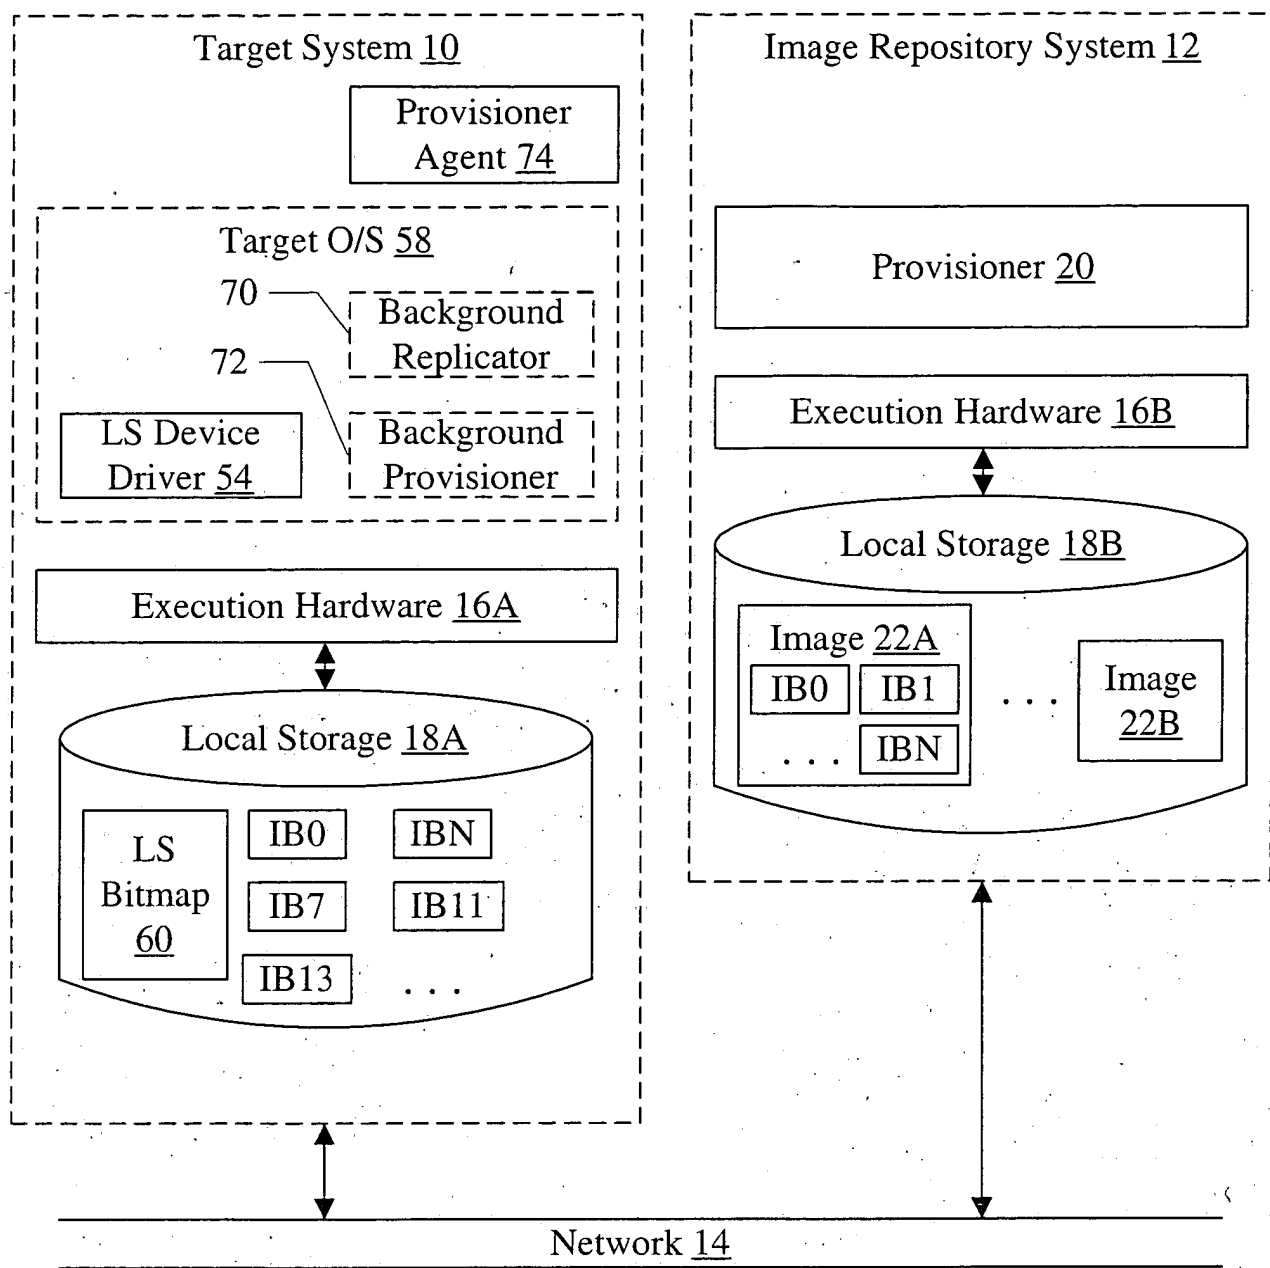 Target System 10
Provisioner
Agent 74
Target O/S 58
70
Background
Replicator
72
Background
Provisioner
LS Device
Driver 54
Execution Hardware 16A
Local Storage 18A
LS
Bitmap
60
IB0
IBN
IB7
IB11
IB13
. . .
Image Repository System 12
Provisioner 20
Execution Hardware 16B
Local Storage 18B
Image 22A
IB0
IB1
. . .
IBN
. . .
Image
22B
Network 14